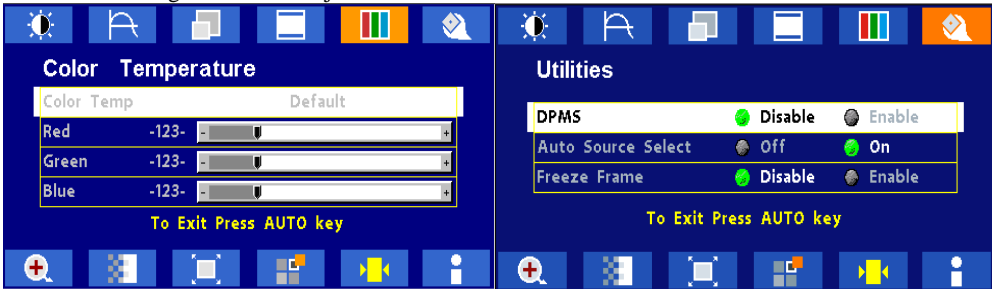 Color Temperature
Color Temp Default
Red -123- - +
Green -123- - +
Blue -123- - +
To Exit Press AUTO key
Utilities
DPMS Disable Enable
Auto Source Select Off On
Freeze Frame Disable Enable
To Exit Press AUTO key